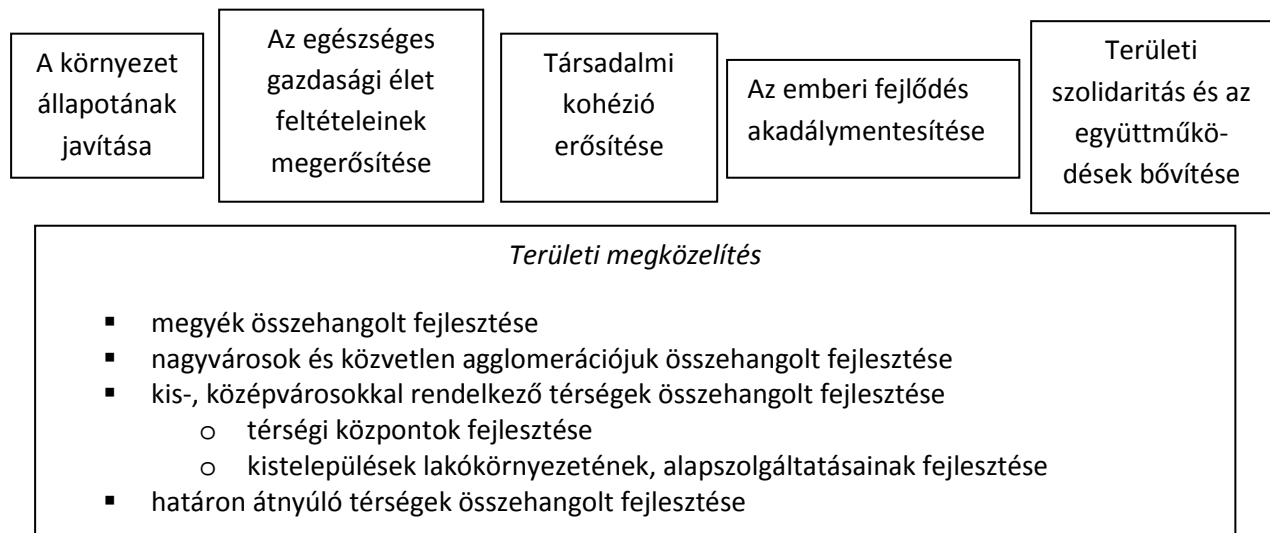 A környezet
állapotának
javítása
Az egészséges
gazdasági élet
feltételeinek
megerősítése
Társadalmi
kohézió
erősítése
Az emberi fejlődés
akadálymentesítése
Területi
szolidaritás és az
együttműkö-
dések bővítése
Területi megközelítés
▪ megyék összehangolt fejlesztése
▪ nagyvárosok és közvetlen agglomerációjuk összehangolt fejlesztése
▪ kis-, középvárosokkal rendelkező térségek összehangolt fejlesztése
o térségi központok fejlesztése
o kistelepülések lakókörnyezetének, alapszolgáltatásainak fejlesztése
▪ határon átnyúló térségek összehangolt fejlesztése